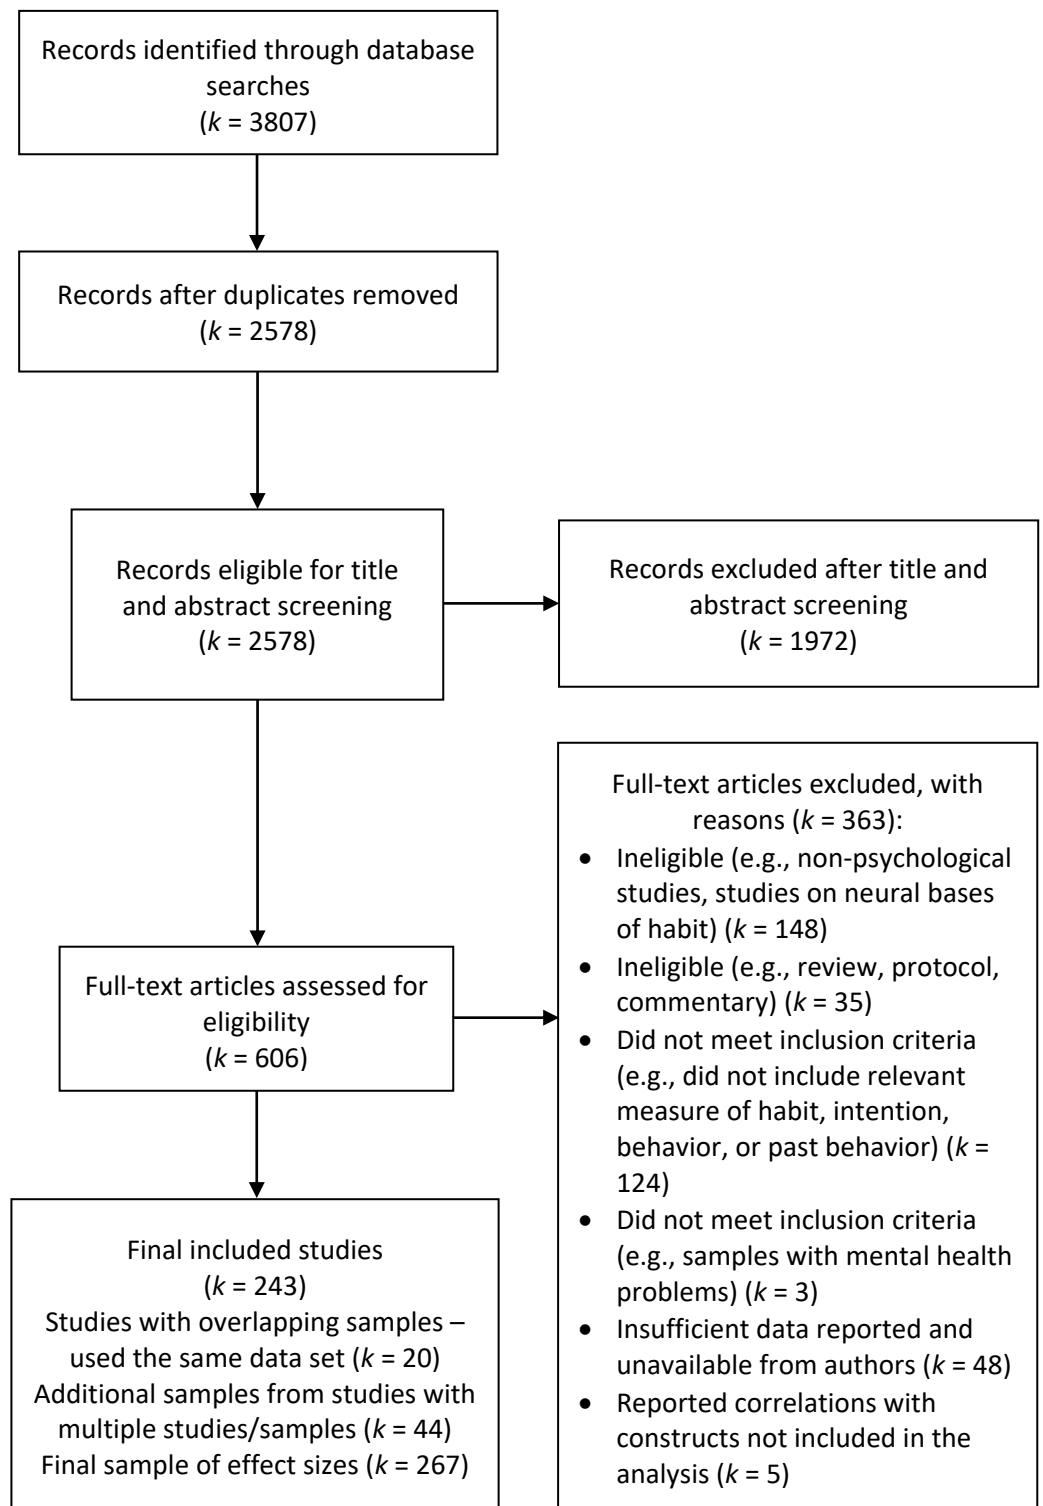 Records identified through database
searches
(k = 3807)
Records after duplicates removed
(k = 2578)
Records eligible for title
and abstract screening
(k = 2578)
Records excluded after title and
abstract screening
(k = 1972)
Full-text articles assessed for
eligibility
(k = 606)
Full-text articles excluded, with
reasons (k = 363):
• Ineligible (e.g., non-psychological
studies, studies on neural bases
of habit) (k = 148)
• Ineligible (e.g., review, protocol,
commentary) (k = 35)
• Did not meet inclusion criteria
(e.g., did not include relevant
measure of habit, intention,
behavior, or past behavior) (k =
124)
• Did not meet inclusion criteria
(e.g., samples with mental health
problems) (k = 3)
• Insufficient data reported and
unavailable from authors (k = 48)
• Reported correlations with
constructs not included in the
analysis (k = 5)
Final included studies
(k = 243)
Studies with overlapping samples –
used the same data set (k = 20)
Additional samples from studies with
multiple studies/samples (k = 44)
Final sample of effect sizes (k = 267)